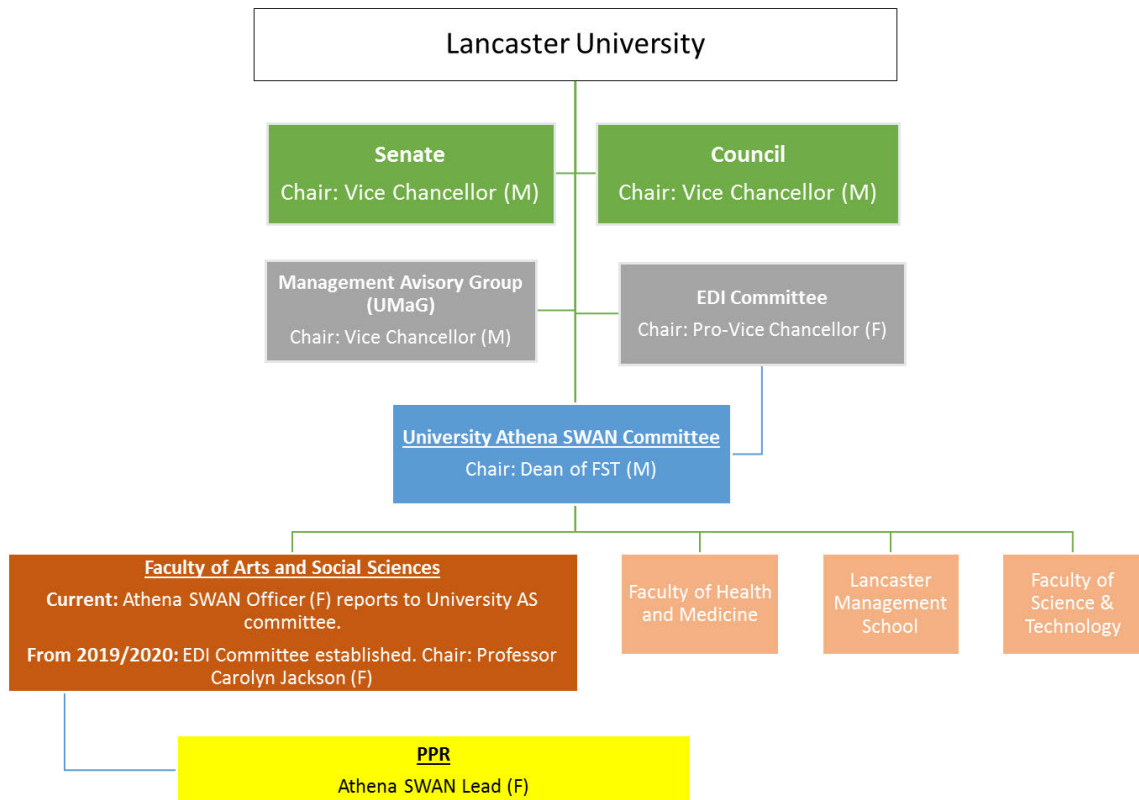 Lancaster University
Senate
Chair: Vice Chancellor (M)
Council
Chair: Vice Chancellor (M)
Management Avisory Group
(UMaG)
Chair: Vice Chancellor (M)
EDI Committee
Chair: Pro-Vice Chancellor (F)
University Athena SWAN Committee
Chair: Dean of FST (M)
Faculty of Arts and Social Sciences
Current: Athena SWAN Officer (F) reports to University AS
committee.
From 2019/2020: EDI Committee established. Chair: Professor
Carolyn Jackson (F)
Faculty of Health
and Medicine
Lancaster
Management
School
Faculty of
Science &
Technology
PPR
Athena SWAN Lead (F)